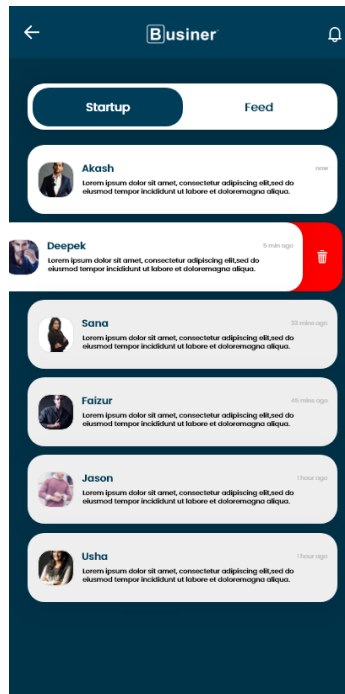 Businer
Startup
Feed
Akash
now
Lorem ipsum dolor sit amet, consectetur adipiscing elit,sed do
eiusmod tempor incididunt ut labore et doloremagna aliqua.
Deepek
5 min ago
Lorem ipsum dolor sit amet, consectetur adipiscing elit,sed do
eiusmod tempor incididunt ut labore et doloremagna aliqua.
Sana
33 mins ago
Lorem ipsum dolor sit amet, consectetur adipiscing elit,sed do
eiusmod tempor incididunt ut labore et doloremagna aliqua.
Faizur
45 mins ago
Lorem ipsum dolor sit amet, consectetur adipiscing elit,sed do
eiusmod tempor incididunt ut labore et doloremagna aliqua.
Jason
1 hour ago
Lorem ipsum dolor sit amet, consectetur adipiscing elit,sed do
eiusmod tempor incididunt ut labore et doloremagna aliqua.
Usha
1 hour ago
Lorem ipsum dolor sit amet, consectetur adipiscing elit,sed do
eiusmod tempor incididunt ut labore et doloremagna aliqua.